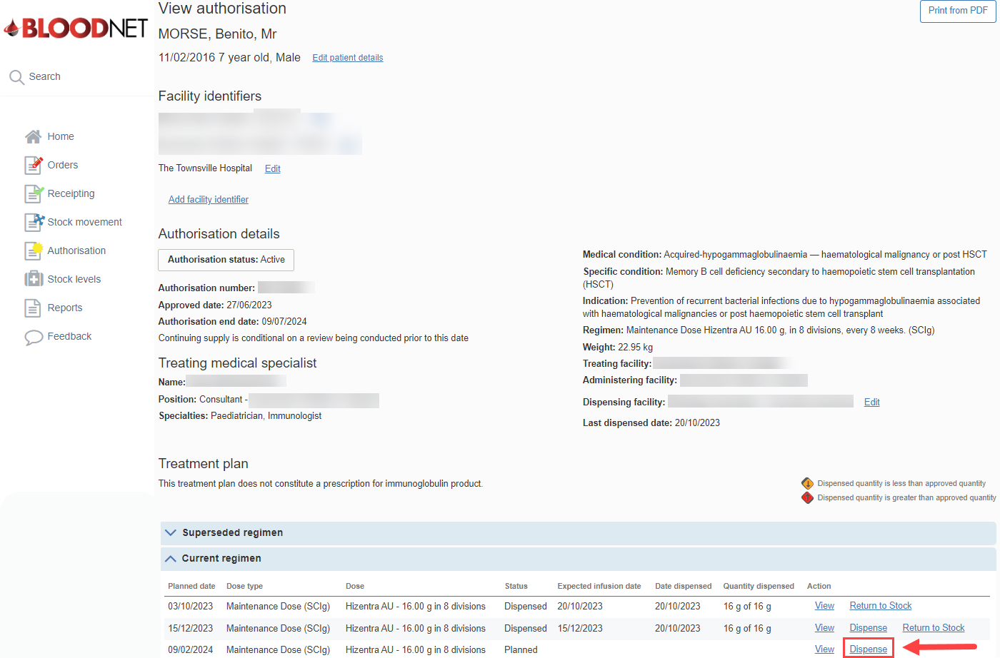 View authorisation
Print from PDF
BLOODNET
MORSE, Benito, Mr
11/02/2016 7 year old, Male Edit patient details
Search
Facility identifiers
Home
Orders
Receipting
Stock movement
Authorisation
Stock levels
Reports
Feedback
The Townsville Hospital Edit
Add facility identifier
Authorisation details
Authorisation status: Active
Authorisation number:
Approved date: 27/06/2023
Authorisation end date: 09/07/2024
Continuing supply is conditional on a review being conducted prior to this date
Treating medical specialist
Name:
Position: Consultant -
Specialties: Paediatrician, Immunologist
Medical condition: Acquired-hypogammaglobulinaemia — haematological malignancy or post HSCT
Specific condition: Memory B cell deficiency secondary to haemopoietic stem cell transplantation
(HSCT)
Indication: Prevention of recurrent bacterial infections due to hypogammaglobulinaemia associated
with haematological malignancies or post haemopoietic stem cell transplant
Regimen: Maintenance Dose Hizentra AU 16.00 g, in 8 divisions, every 8 weeks. (SCIg)
Weight: 22.95 kg
Treating facility:
Administering facility:
Dispensing facility: Edit
Last dispensed date: 20/10/2023
Treatment plan
This treatment plan does not constitute a prescription for immunoglobulin product.
Dispensed quantity is less than approved quantity
Dispensed quantity is greater than approved quantity
Superseded regimen
Current regimen
Planned date Dose type Dose Status Expected infusion date Date dispensed Quantity dispensed Action
03/10/2023 Maintenance Dose (SCIg) Hizentra AU - 16.00 g in 8 divisions Dispensed 20/10/2023 20/10/2023 16 g of 16 g View Return to Stock
15/12/2023 Maintenance Dose (SCIg) Hizentra AU - 16.00 g in 8 divisions Dispensed 15/12/2023 20/10/2023 16 g of 16 g View Dispense Return to Stock
09/02/2024 Maintenance Dose (SCIg) Hizentra AU - 16.00 g in 8 divisions Planned View Dispense